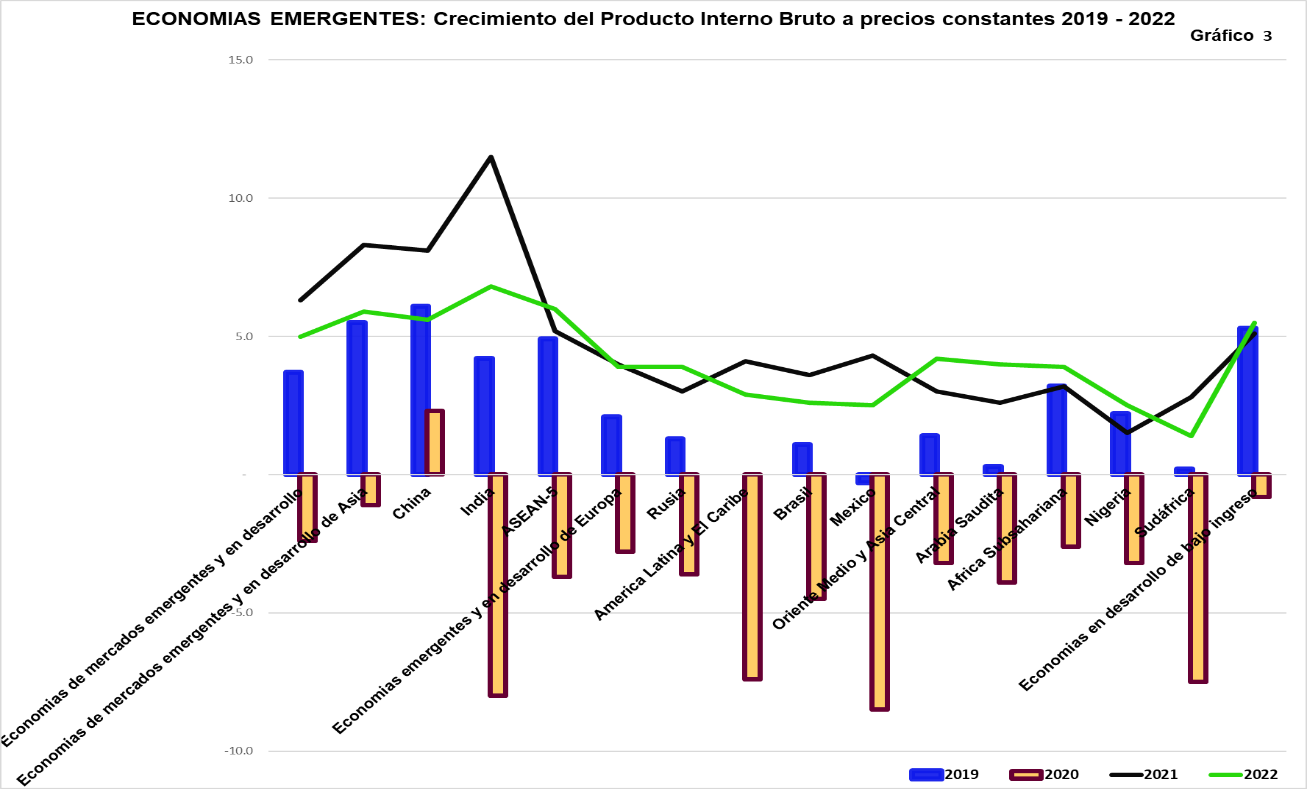 ECONOMIAS EMERGENTES: Crecimiento del Producto Interno Bruto a precios constantes 2019 - 2022
Gráfico 3
15.0
10.0
5.0
-
-5.0
-10.0
Economias de mercados emergentes y en desarrollo
Economias de mercados emergentes y en desarrollo de Asia
China
India
ASEAN-5
Economias emergentes y en desarrollo de Europa
Rusia
America Latina y El Caribe
Brasil
Mexico
Oriente Medio y Asia Central
Arabia Saudita
Africa Subsahariana
Nigeria
Sudáfrica
Economias en desarrollo de bajo ingreso
2019
2020
2021
2022